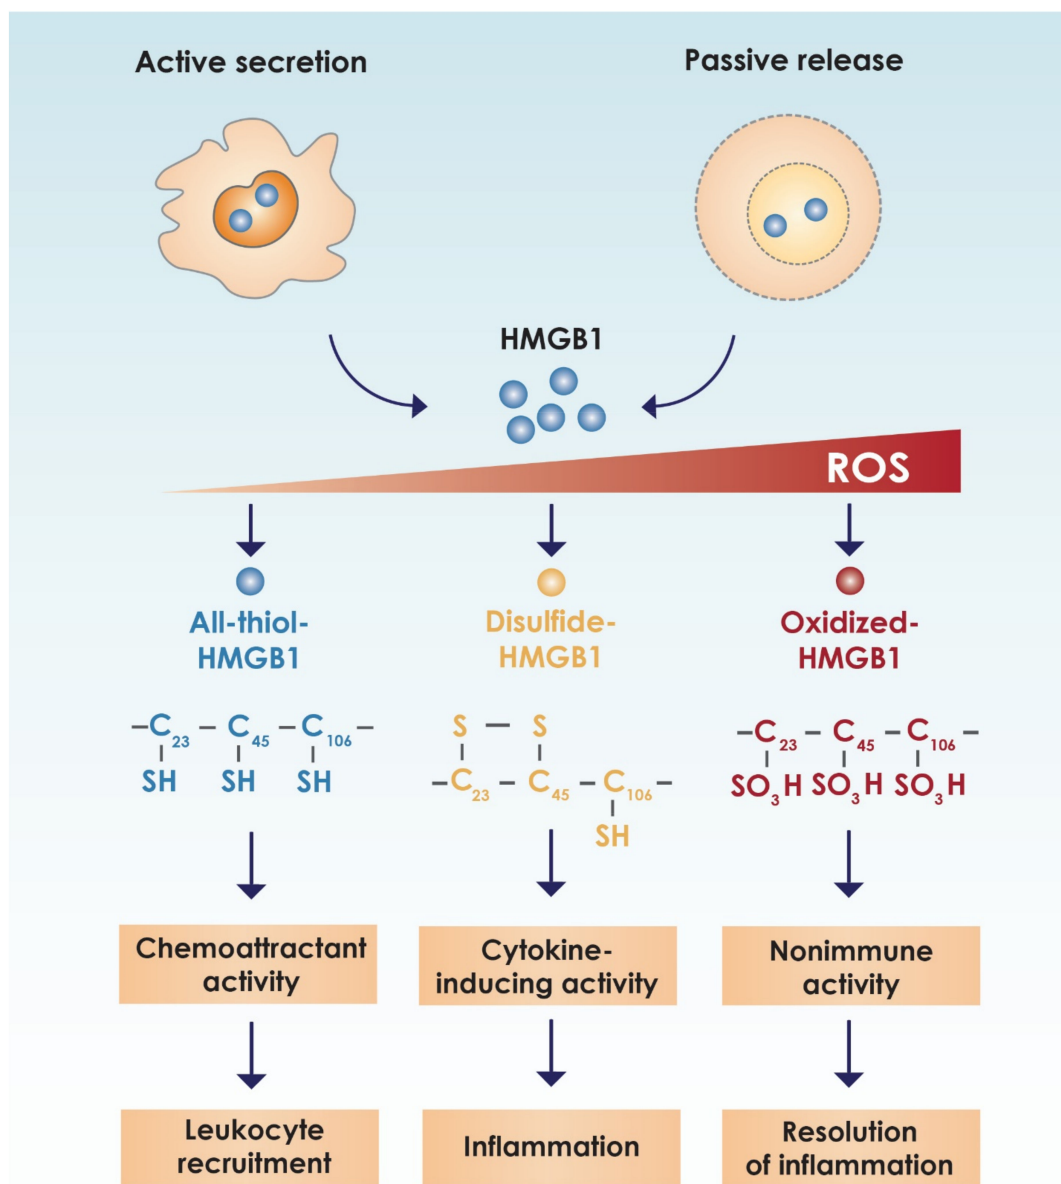 Active secretion
Passive release
HMGB1
ROS
All-thiol-
HMGB1
Disulfide-
HMGB1
Oxidized-
HMGB1
–C₂₃ – C₄₅ – C₁₀₆ –
SH SH SH
S — S
–C₂₃ – C₄₅ – C₁₀₆ –
SH
–C₂₃ – C₄₅ – C₁₀₆ –
SO₃H SO₃H SO₃H
Chemoattractant
activity
Cytokine-
inducing activity
Nonimmune
activity
Leukocyte
recruitment
Inflammation
Resolution
of inflammation